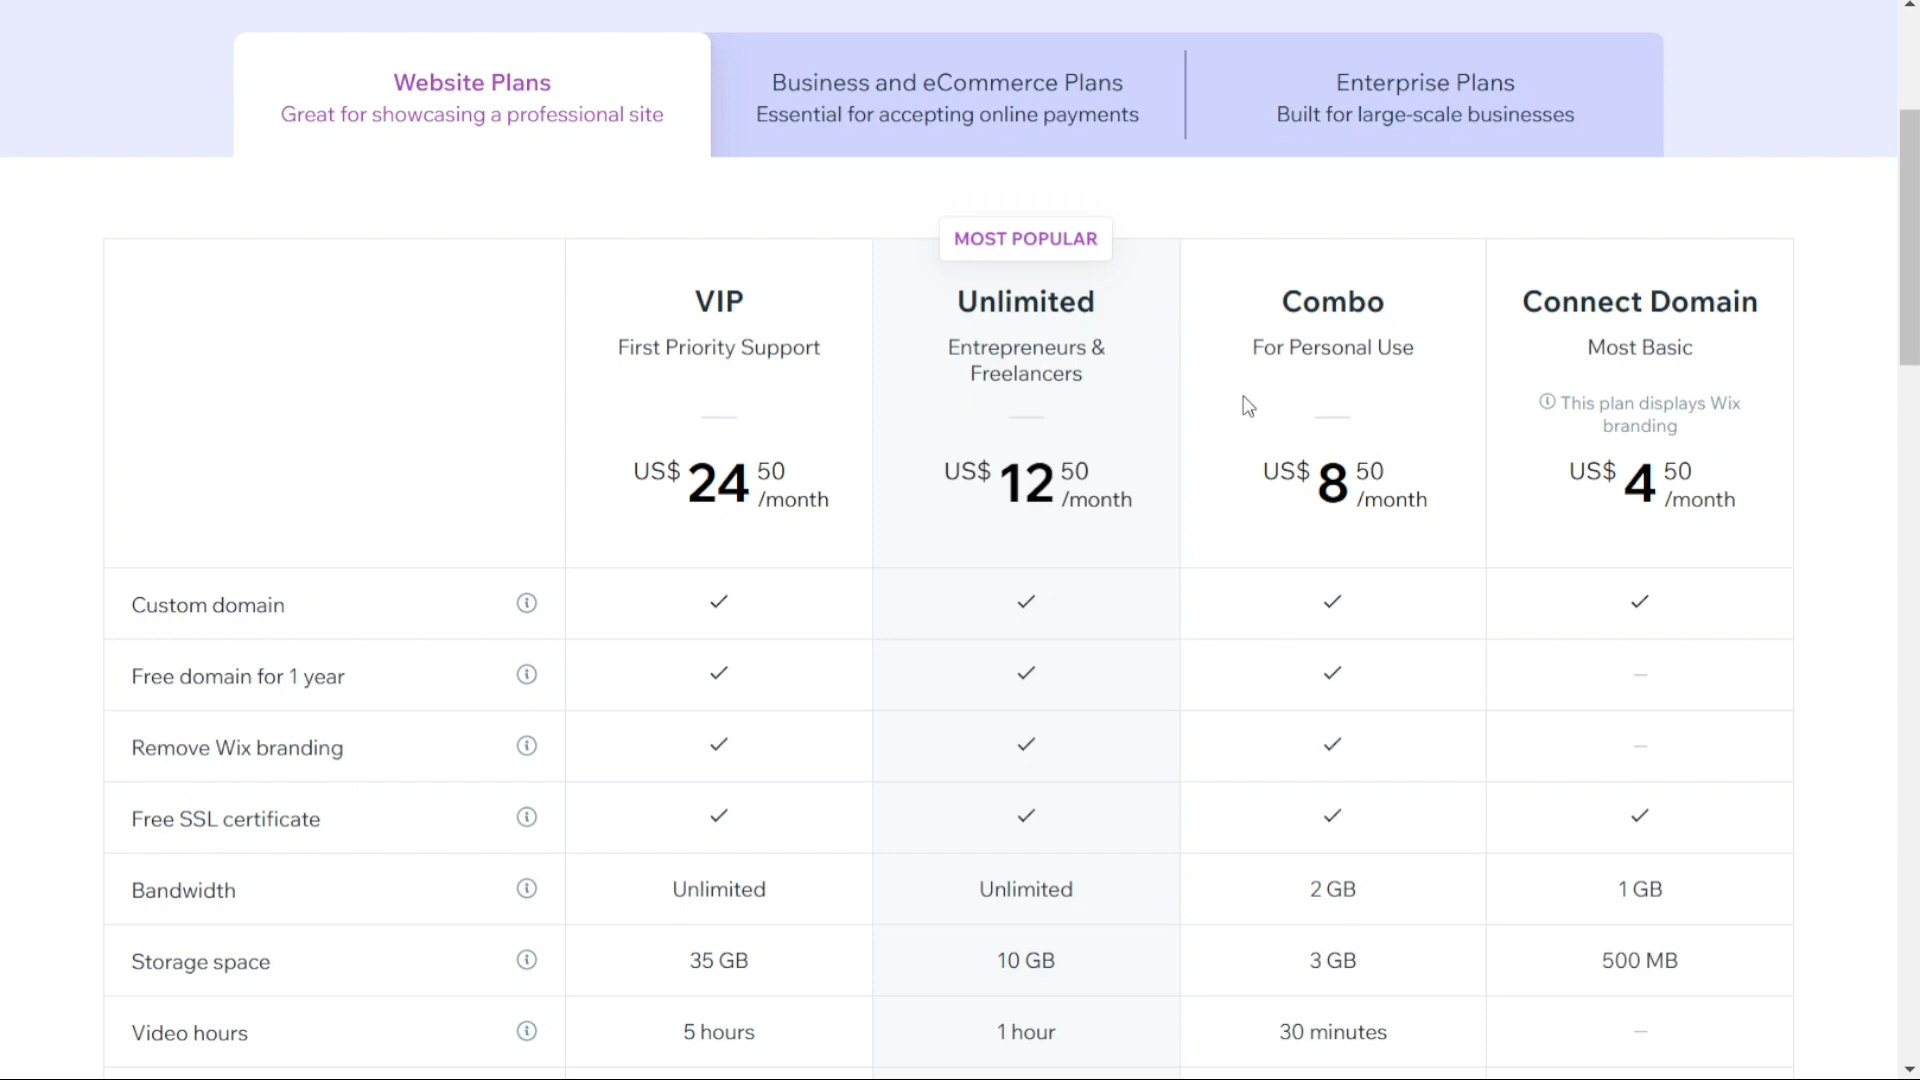 Website Plans
Great for showcasing a professional site
Business and eCommerce Plans
Essential for accepting online payments
Enterprise Plans
Built for large-scale businesses
MOST POPULAR
VIP
First Priority Support
US$ 24 50 /month
Unlimited
Entrepreneurs &
Freelancers
US$ 12 50 /month
Combo
For Personal Use
US$ 8 50 /month
Connect Domain
Most Basic
This plan displays Wix
branding
US$ 4 50 /month
Custom domain
Free domain for 1 year
Remove Wix branding
Free SSL certificate
Bandwidth Unlimited Unlimited 2 GB 1 GB
Storage space 35 GB 10 GB 3 GB 500 MB
Video hours 5 hours 1 hour 30 minutes